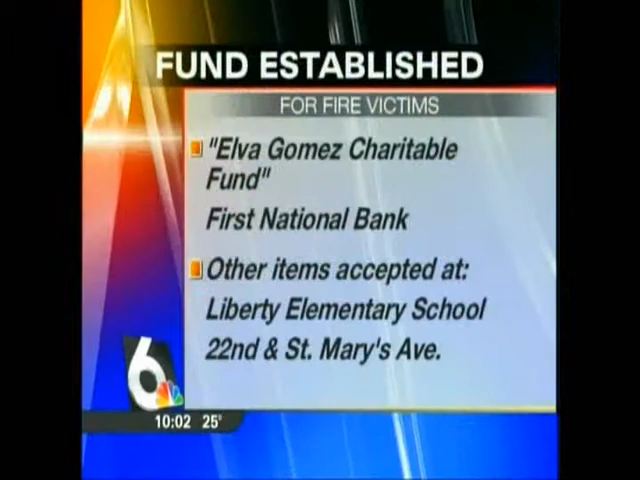 FUND ESTABLISHED
FOR FIRE VICTIMS
"Elva Gomez Charitable
Fund"
First National Bank
Other items accepted at:
Liberty Elementary School
22nd & St. Mary's Ave.
6
10:02 25°